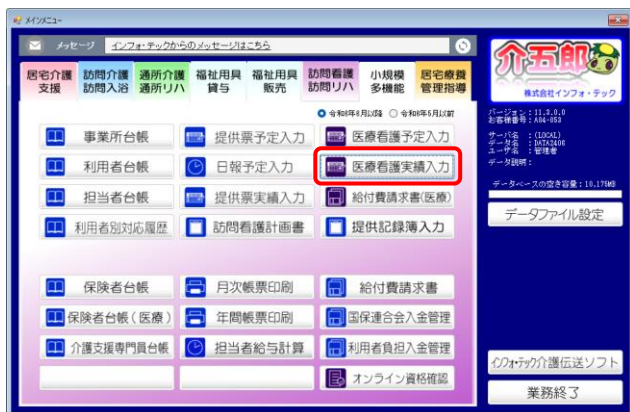 メインメニュー
メッセージ インフォ･テックからのメッセージはこちら
居宅介護支援 訪問介護訪問入浴 通所介護通所リハ 福祉用具貸与 福祉用具販売 訪問看護訪問リハ 小規模多機能 居宅療養管理指導
令和6年6月以降 令和6年5月以前
事業所台帳 提供票予定入力 医療看護予定入力
利用者台帳 日報予定入力 医療看護実績入力
担当者台帳 提供票実績入力 給付費請求書(医療)
利用者別対応履歴 訪問看護計画書 提供記録簿入力
保険者台帳 月次帳票印刷 給付費請求書
保険者台帳(医療) 年間帳票印刷 国保連合会入金管理
介護支援専門員台帳 担当者給与計算 利用者負担入金管理
オンライン資格確認
介五郎
株式会社インフォ・テック
バージョン：11.3.0.0
お客様番号：A04-053
サーバ名：(LOCAL)
データ名：DATA2406
ユーザ名：管理者
データ説明：
データベースの空き容量：10,175MB
データファイル設定
インフォ･テック介護伝送ソフト
業務終了